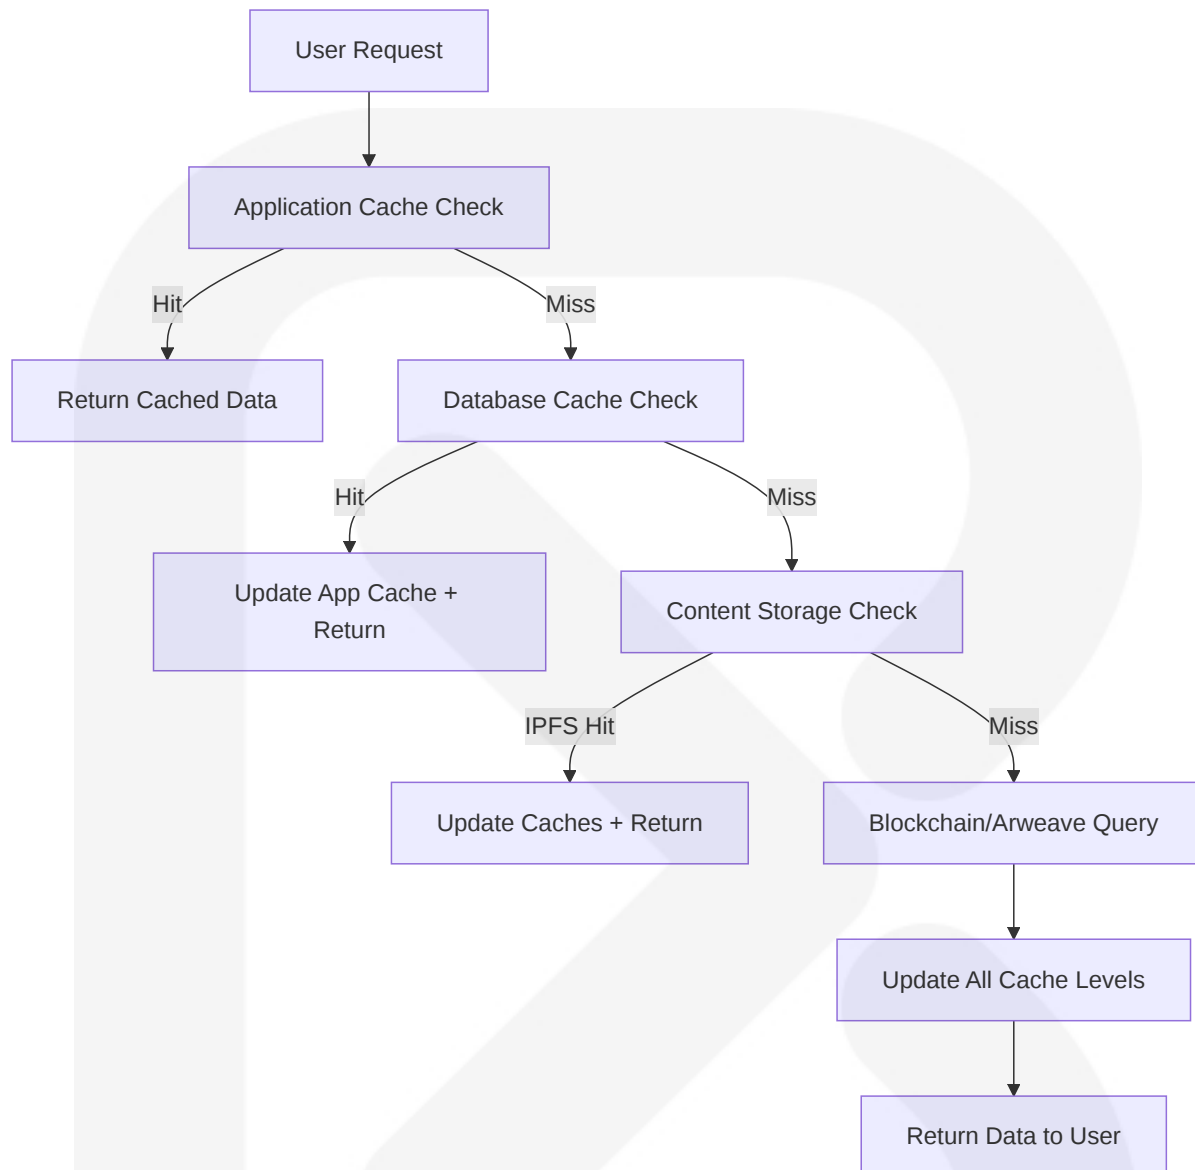 User Request
Application Cache Check
Hit
Miss
Return Cached Data
Database Cache Check
Hit
Miss
Update App Cache +
Return
Content Storage Check
IPFS Hit
Miss
Update Caches + Return
Blockchain/Arweave Query
Update All Cache Levels
Return Data to User